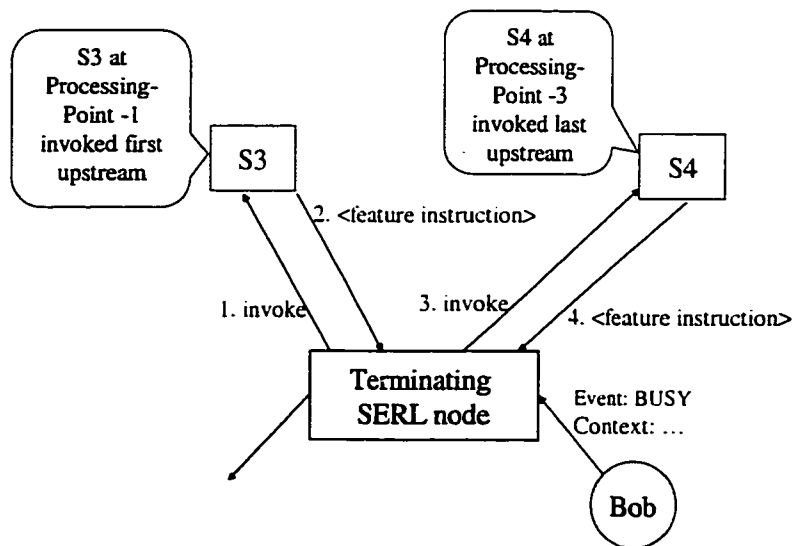 S3 at
Processing-
Point -1
invoked first
upstream
S4 at
Processing-
Point -3
invoked last
upstream
S3
S4
2. <feature instruction>
1. invoke
3. invoke
4. <feature instruction>
Terminating
SERL node
Event: BUSY
Context: ...
Bob